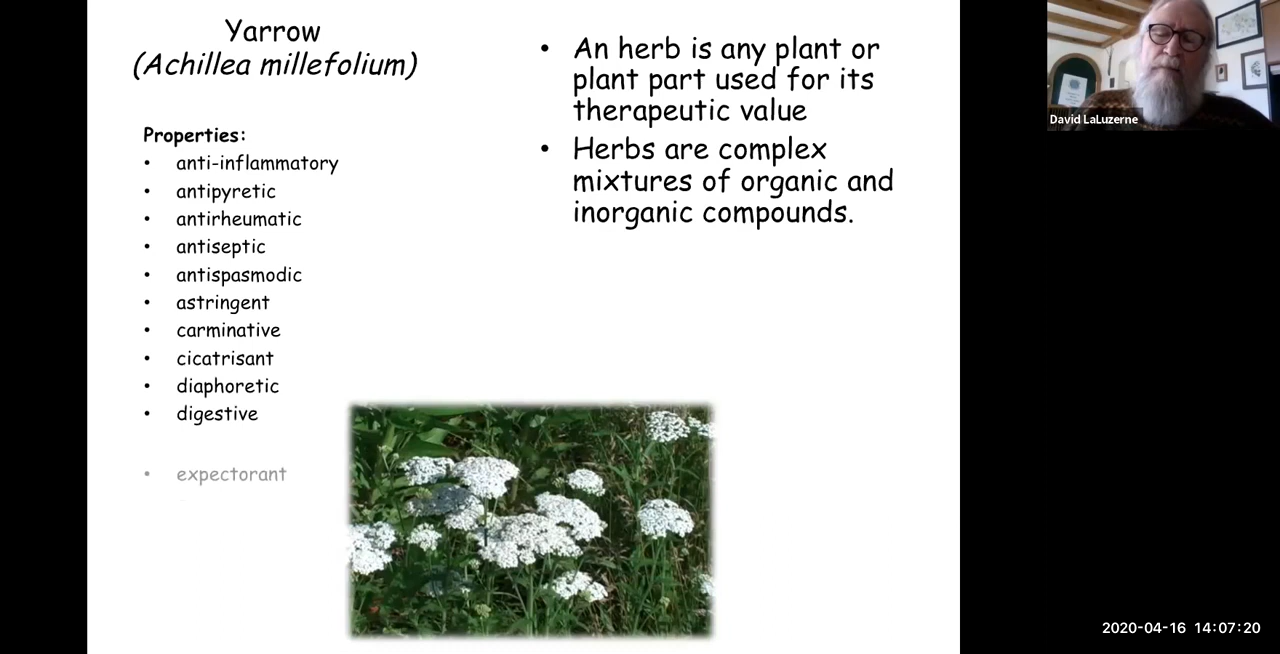 Yarrow
(Achillea millefolium)
Properties:
• anti-inflammatory
• antipyretic
• antirheumatic
• antiseptic
• antispasmodic
• astringent
• carminative
• cicatrisant
• diaphoretic
• digestive
• expectorant
• An herb is any plant or
plant part used for its
therapeutic value
• Herbs are complex
mixtures of organic and
inorganic compounds.
David LaLuzerne
2020-04-16 14:07:20